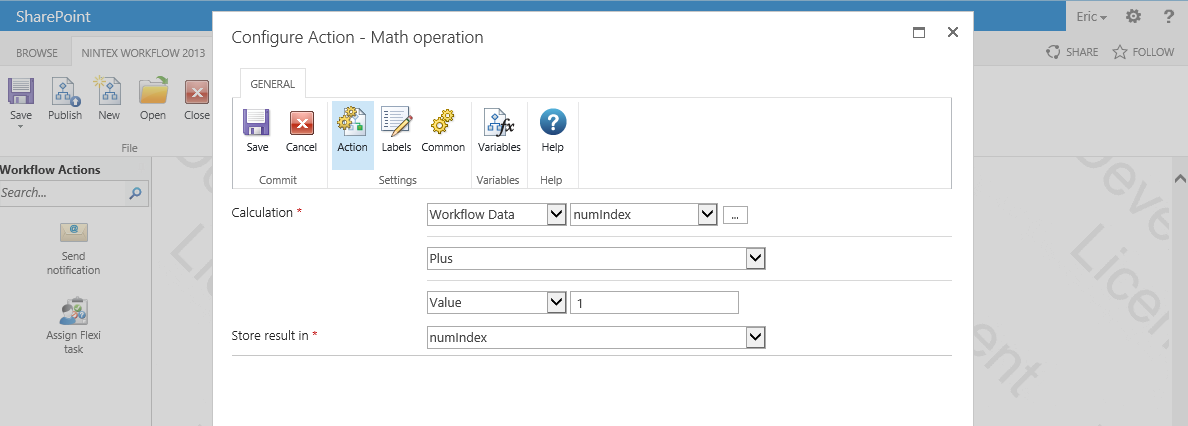 SharePoint
Eric
?
BROWSE
NINTEX WORKFLOW 2013
SHARE
FOLLOW
Save
Publish
New
Open
Close
File
Workflow Actions
Search...
Send
notification
Assign Flexi
task
Configure Action - Math operation
GENERAL
Save
Cancel
Action
Labels
Common
Variables
Help
Commit
Settings
Variables
Help
Calculation *
Workflow Data
numIndex
...
Plus
Value
1
Store result in *
numIndex